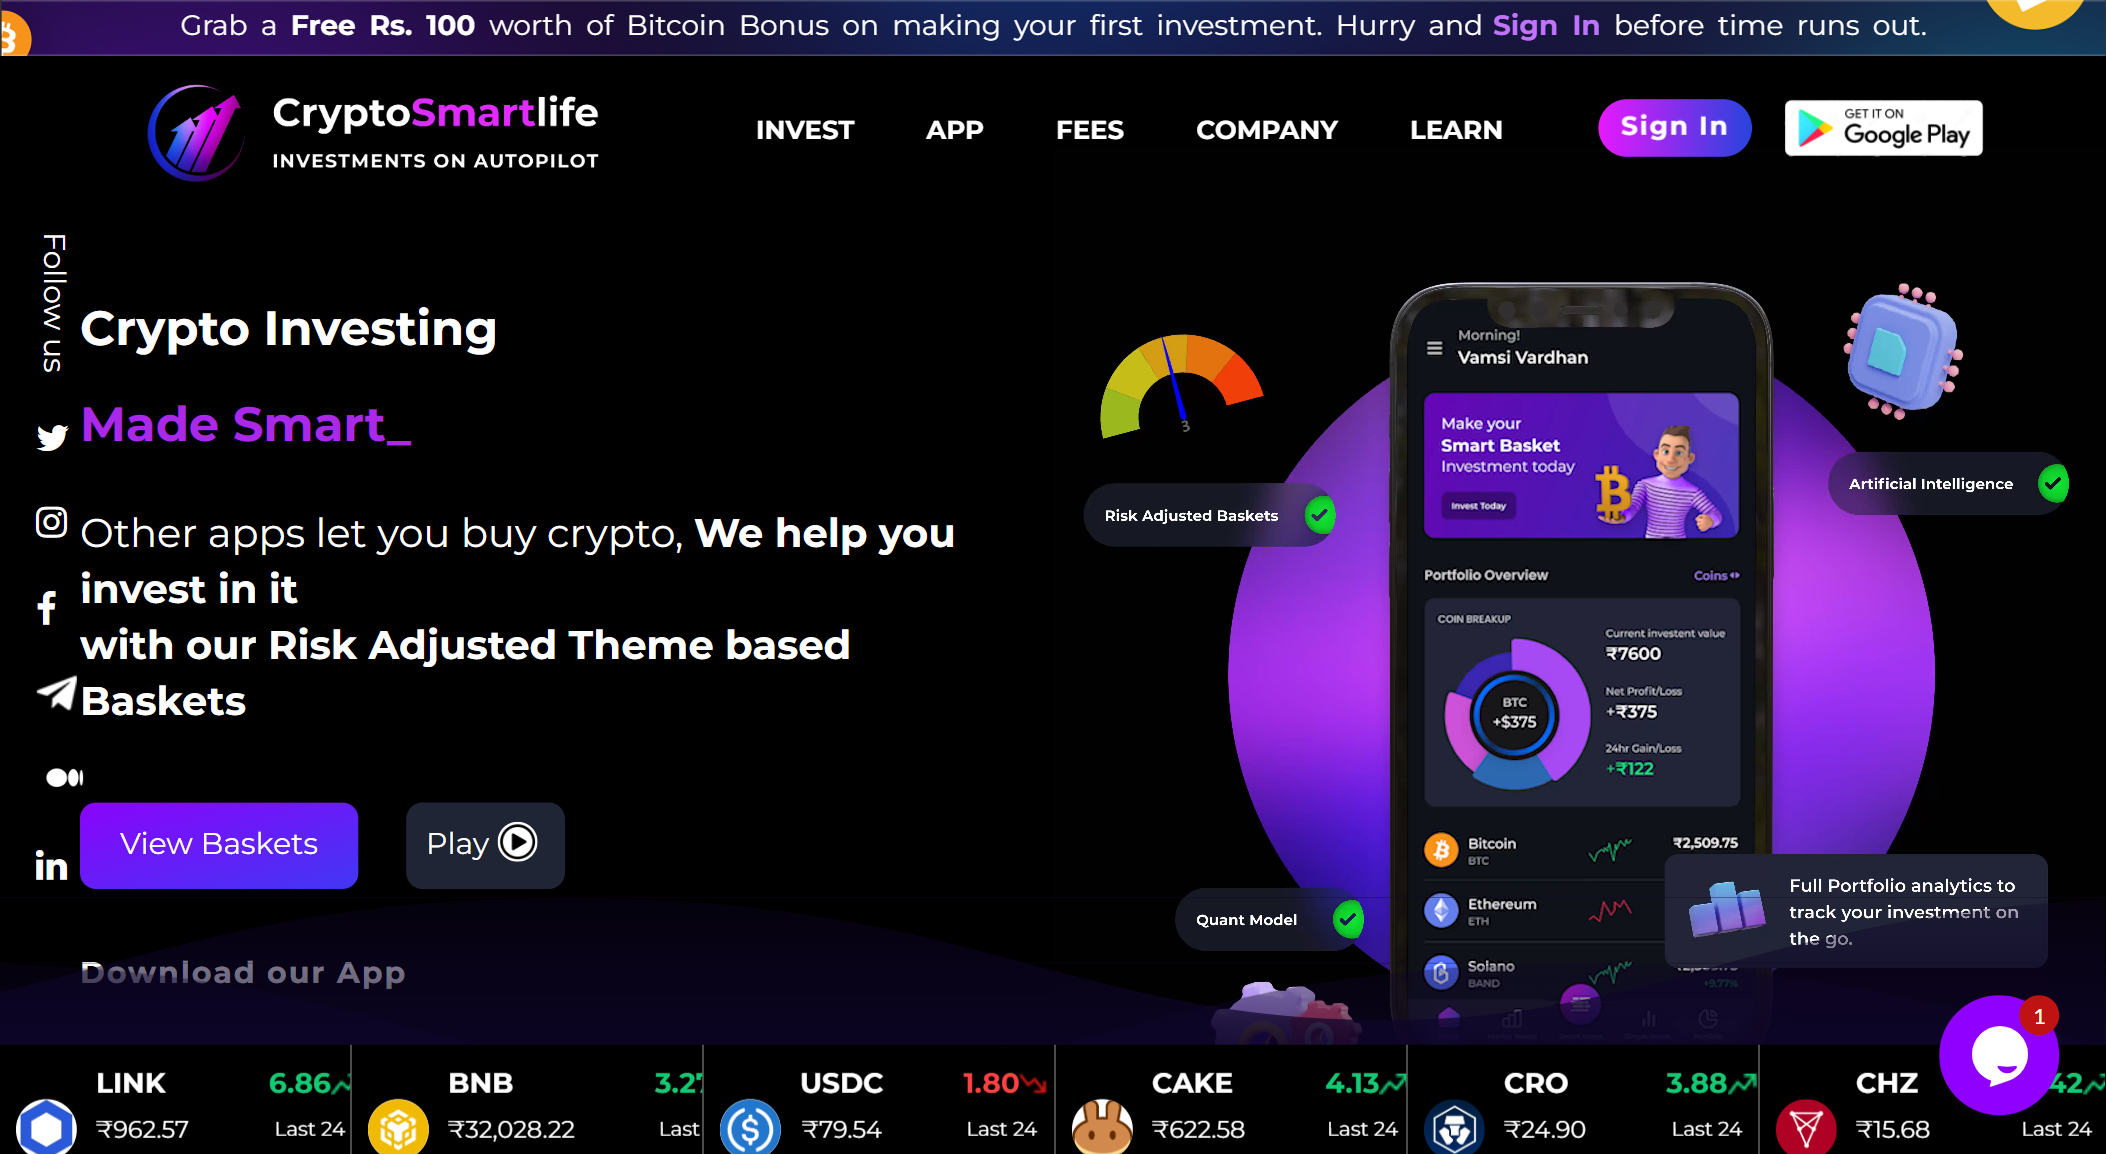 Grab a Free Rs. 100 worth of Bitcoin Bonus on making your first investment. Hurry and Sign In before time runs out.
CryptoSmartlife
INVESTMENTS ON AUTOPILOT
INVEST
APP
FEES
COMPANY
LEARN
Sign In
GET IT ON
Google Play
Follow us
Crypto Investing
Made Smart_
Other apps let you buy crypto, We help you
invest in it
with our Risk Adjusted Theme based
Baskets
View Baskets
Play
Download our App
3
Risk Adjusted Baskets
Artificial Intelligence
Quant Model
Morning!
Vamsi Vardhan
Make your
Smart Basket
Investment today
Invest Today
Portfolio Overview
Coins
COIN BREAKUP
BTC
+$375
Current investent value
₹7600
Net Profit/Loss
+₹375
24hr Gain/Loss
+₹122
Bitcoin
BTC
₹2,509.75
Ethereum
ETH
Solano
BAND
+9.77%
Full Portfolio analytics to
track your investment on
the go.
1
LINK 6.86
₹962.57 Last 24
BNB 3.27
₹32,028.22 Last
USDC 1.80
₹79.54 Last 24
CAKE 4.13
₹622.58 Last 24
CRO 3.88
₹24.90 Last 24
CHZ 42
₹15.68 Last 24